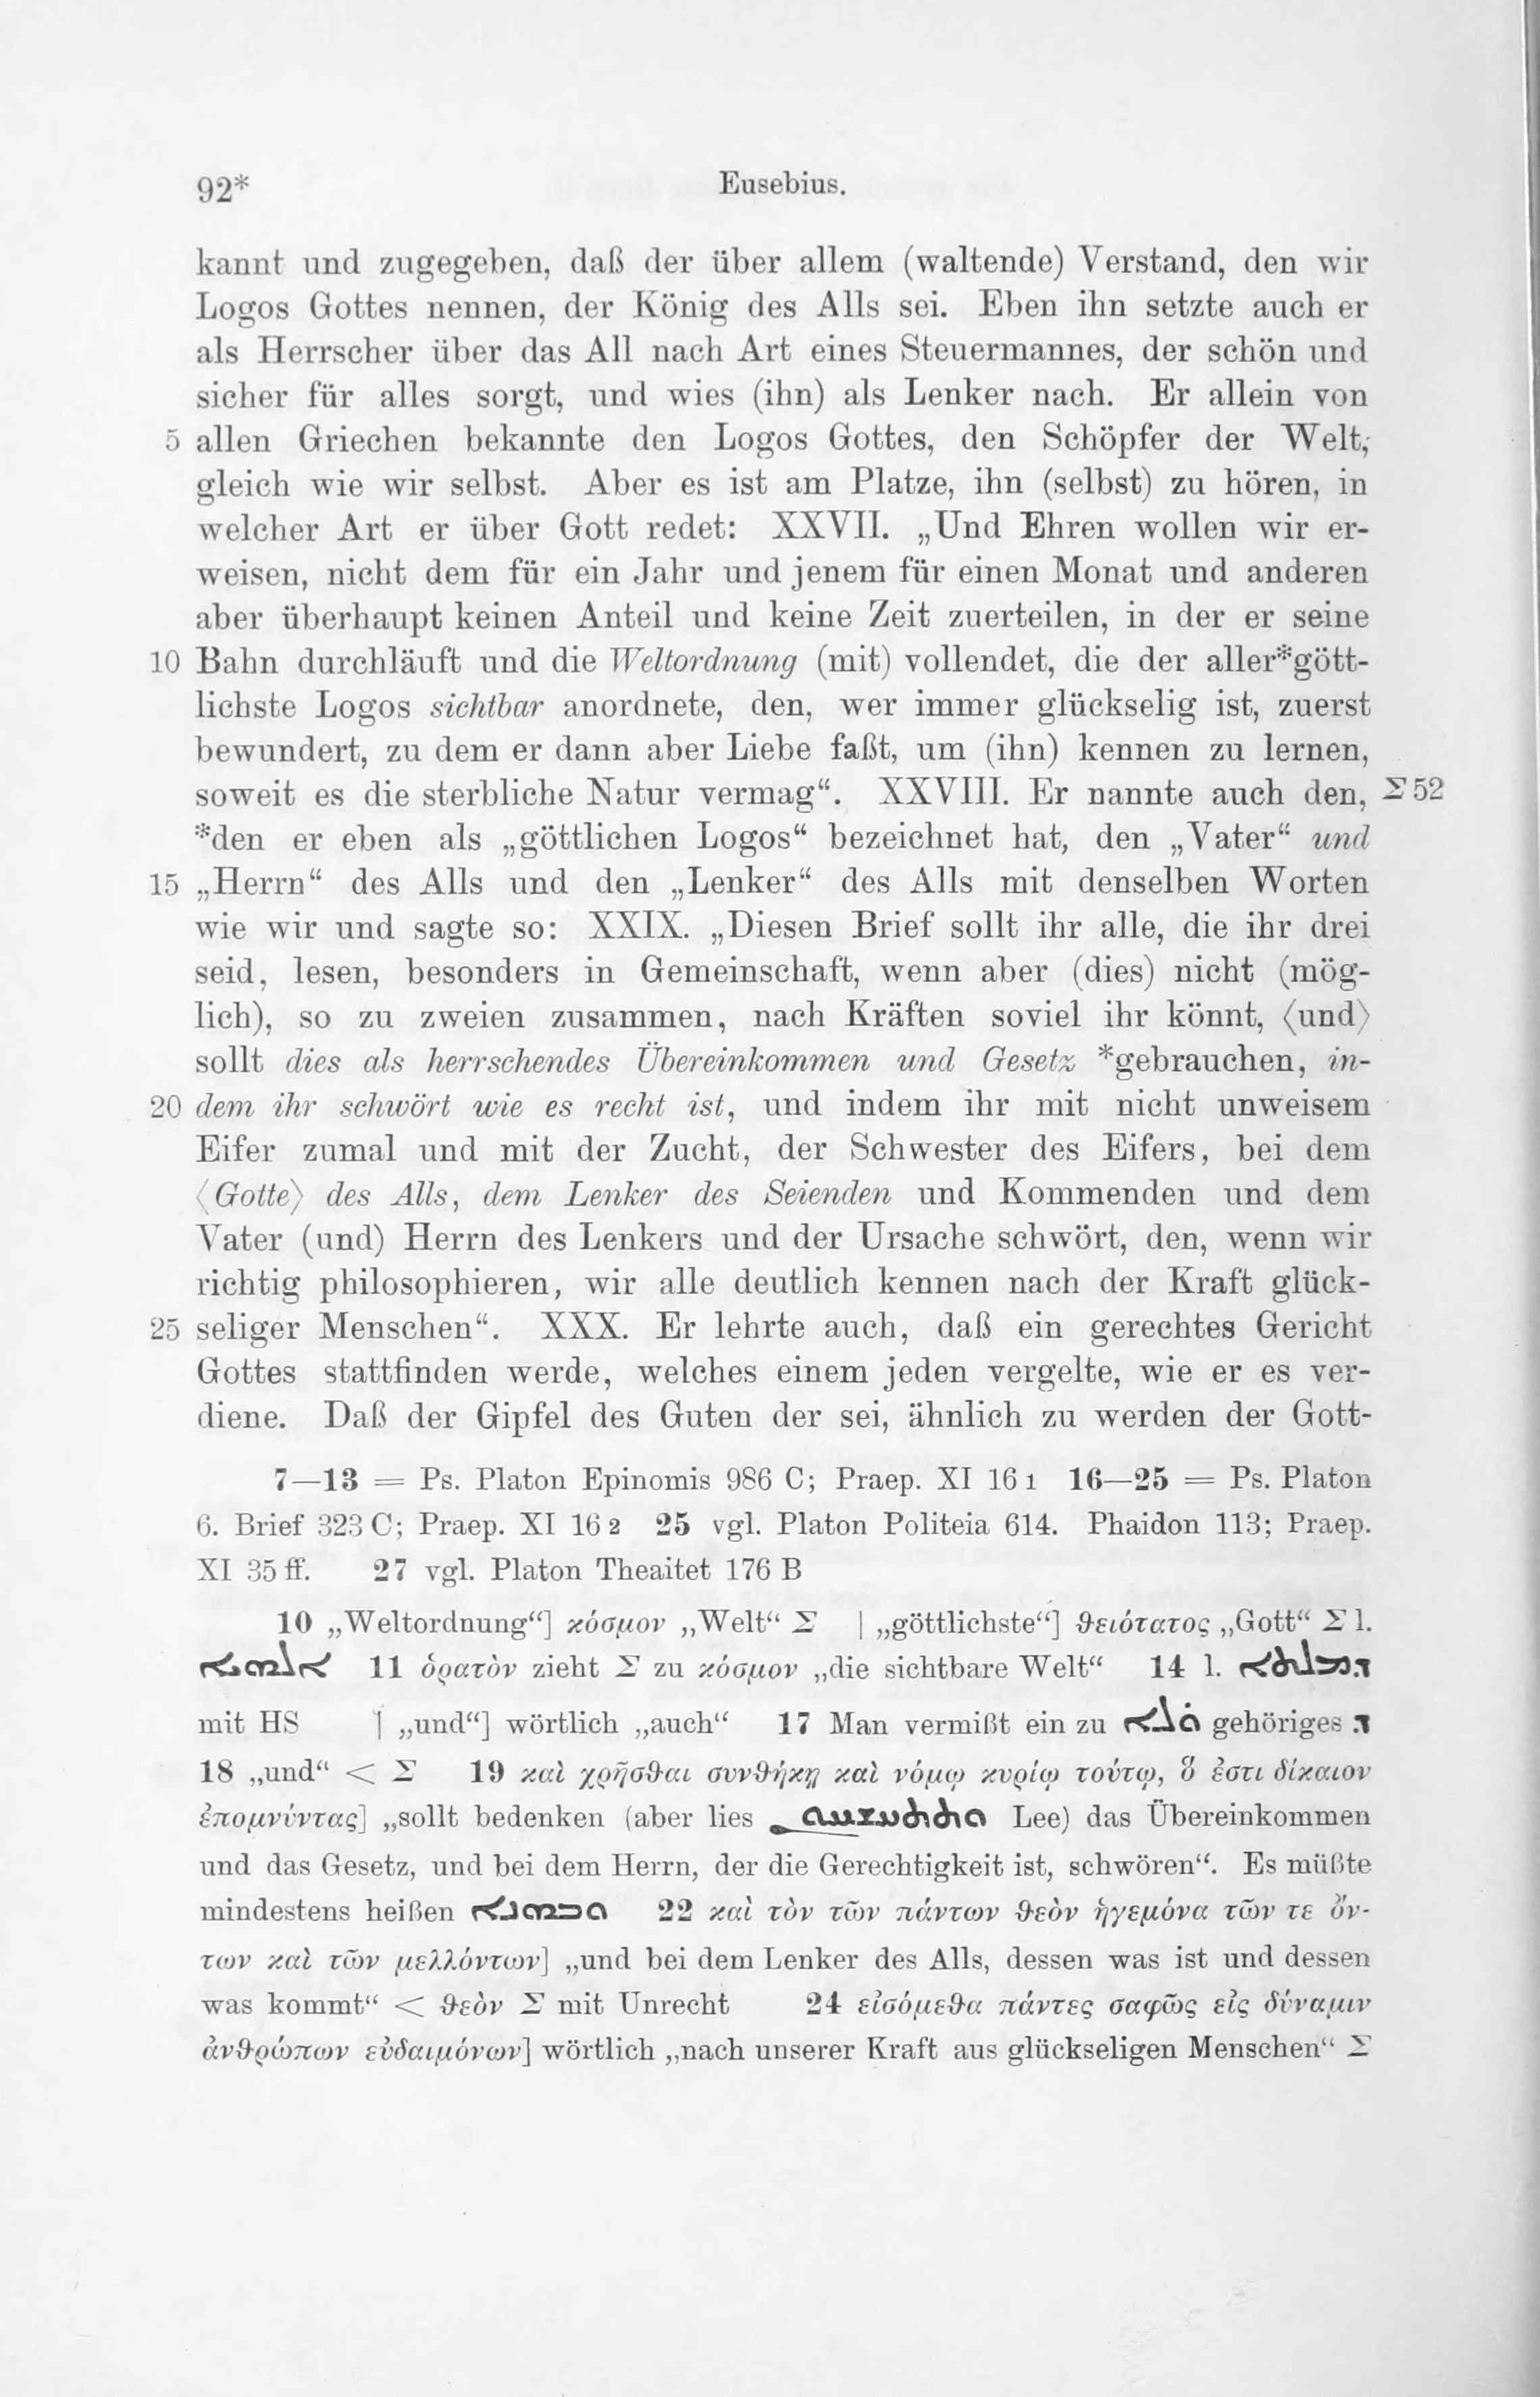 92*
Eusebius.
kannt und zugegeben, daß der über allem (waltende) Verstand, den wir
Logos Gottes nennen, der König des Alls sei. Eben ihn setzte auch er
als Herrscher über das All nach Art eines Steuermannes, der schön und
sicher für alles sorgt, und wies (ihn) als Lenker nach. Er allein von
5 allen Griechen bekannte den Logos Gottes, den Schöpfer der Welt,
gleich wie wir selbst. Aber es ist am Platze, ihn (selbst) zu hören, in
welcher Art er über Gott redet: XXVII. „Und Ehren wollen wir er-
weisen, nicht dem für ein Jahr und jenem für einen Monat und anderen
aber überhaupt keinen Anteil und keine Zeit zuerteilen, in der er seine
10 Bahn durchläuft und die Weltordnung (mit) vollendet, die der aller*gött-
lichste Logos sichtbar anordnete, den, wer immer glückselig ist, zuerst
bewundert, zu dem er dann aber Liebe faßt, um (ihn) kennen zu lernen,
soweit es die sterbliche Natur vermag“. XXVIII. Er nannte auch den, Σ 52
*den er eben als „göttlichen Logos“ bezeichnet hat, den „Vater“ und
15 „Herrn“ des Alls und den „Lenker“ des Alls mit denselben Worten
wie wir und sagte so: XXIX. „Diesen Brief sollt ihr alle, die ihr drei
seid, lesen, besonders in Gemeinschaft, wenn aber (dies) nicht (mög-
lich), so zu zweien zusammen, nach Kräften soviel ihr könnt, ⟨und⟩
sollt dies als herrschendes Übereinkommen und Gesetz *gebrauchen, in-
20 dem ihr schwört wie es recht ist, und indem ihr mit nicht unweisem
Eifer zumal und mit der Zucht, der Schwester des Eifers, bei dem
⟨Gotte⟩ des Alls, dem Lenker des Seienden und Kommenden und dem
Vater (und) Herrn des Lenkers und der Ursache schwört, den, wenn wir
richtig philosophieren, wir alle deutlich kennen nach der Kraft glück-
25 seliger Menschen“. XXX. Er lehrte auch, daß ein gerechtes Gericht
Gottes stattfinden werde, welches einem jeden vergelte, wie er es ver-
diene. Daß der Gipfel des Guten der sei, ähnlich zu werden der Gott-
7—13 = Ps. Platon Epinomis 986 C; Praep. XI 16 1 16—25 = Ps. Platon
6. Brief 323 C; Praep. XI 16 2 25 vgl. Platon Politeia 614. Phaidon 113; Praep.
XI 35 ff. 27 vgl. Platon Theaitet 176 B
10 „Weltordnung“] κόσμον „Welt“ Σ | „göttlichste“] θειότατος „Gott“ Σ l.
ܐܠܗܝܐ 11 ὁρατὸν zieht Σ zu κόσμον „die sichtbare Welt“ 14 l. ܕܡܠܬܐ
mit HS | „und“] wörtlich „auch“ 17 Man vermißt ein zu ܘܠܐ gehöriges ܕ
18 „und“ < Σ 19 καὶ χρῆσθαι συνθήκῃ καὶ νόμῳ κυρίῳ τούτῳ, ὅ ἐστι δίκαιον
ἐπομνύντας] „sollt bedenken (aber lies ܘܬܬܚܫܚܘܢ Lee) das Übereinkommen
und das Gesetz, und bei dem Herrn, der die Gerechtigkeit ist, schwören“. Es müßte
mindestens heißen ܘܒܗܢܐ 22 καὶ τὸν τῶν πάντων θεὸν ἡγεμόνα τῶν τε ὄν-
των καὶ τῶν μελλόντων] „und bei dem Lenker des Alls, dessen was ist und dessen
was kommt“ < θεὸν Σ mit Unrecht 24 εἰσόμεθα πάντες σαφῶς εἰς δύναμιν
ἀνθρώπων εὐδαιμόνων] wörtlich „nach unserer Kraft aus glückseligen Menschen“ Σ